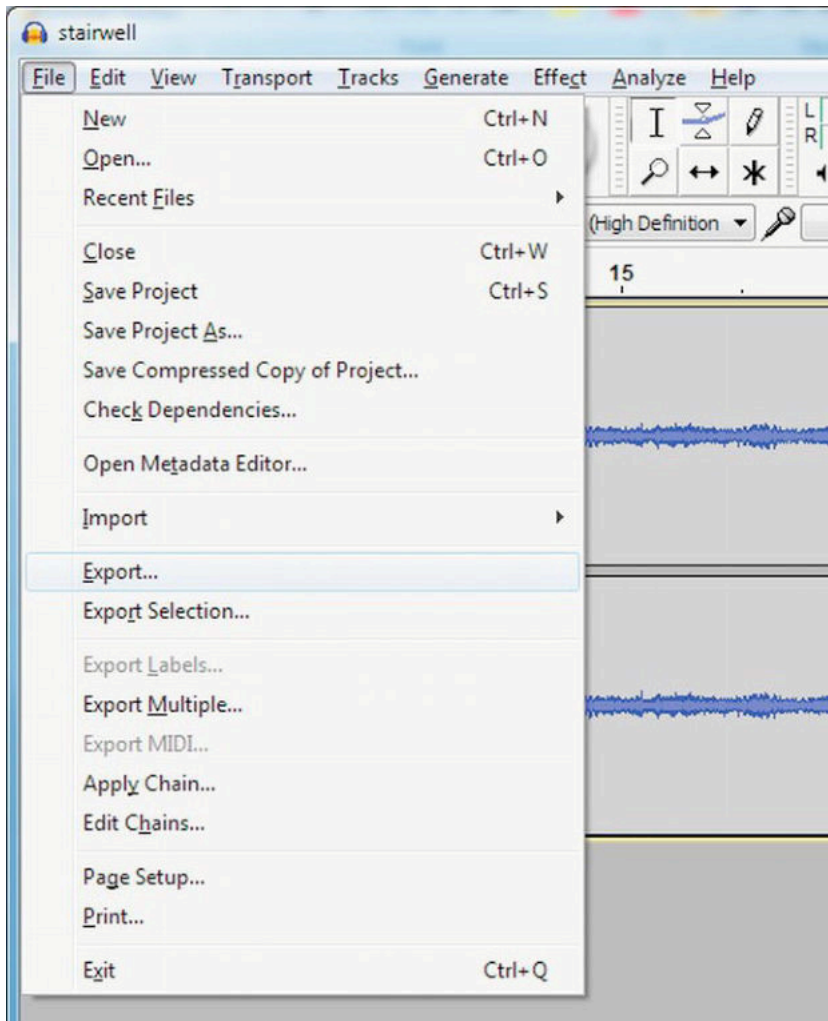 stairwell
File Edit View Transport Tracks Generate Effect Analyze Help
New Ctrl+N
Open... Ctrl+O
Recent Files
Close Ctrl+W
Save Project Ctrl+S
Save Project As...
Save Compressed Copy of Project...
Check Dependencies...
Open Metadata Editor...
Import
Export...
Export Selection...
Export Labels...
Export Multiple...
Export MIDI...
Apply Chain...
Edit Chains...
Page Setup...
Print...
Exit Ctrl+Q
L
R
(High Definition
15